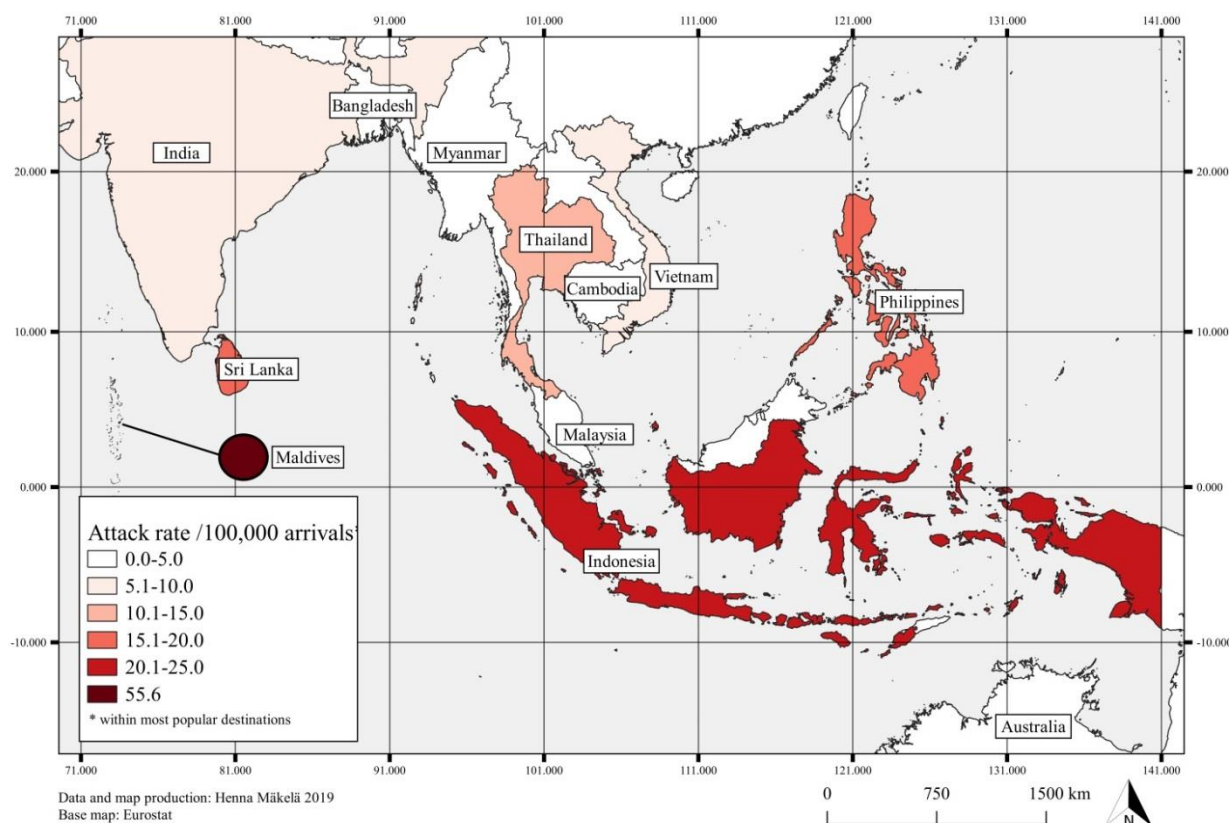 71.000 81.000 91.000 101.000 111.000 121.000 131.000 141.000
Bangladesh
India
Myanmar
20.000 20.000
Thailand
Vietnam
Cambodia
Philippines
10.000 10.000
Sri Lanka
Malaysia
Maldives
0.000 0.000
Attack rate /100,000 arrivals*
0.0-5.0
5.1-10.0
10.1-15.0
15.1-20.0
20.1-25.0
55.6
* within most popular destinations
Indonesia
-10.000 -10.000
Australia
71.000 81.000 91.000 101.000 111.000 121.000 131.000 141.000
Data and map production: Henna Mäkelä 2019
Base map: Eurostat
0 750 1500 km
N